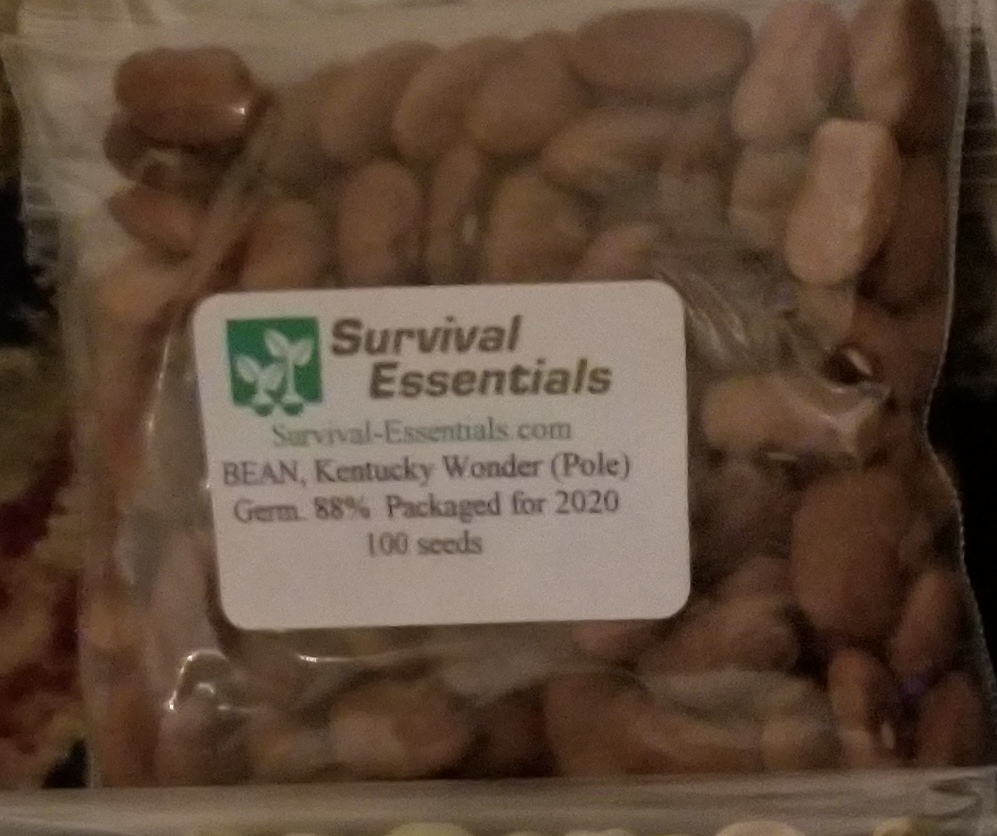 Survival
Essentials
Survival-Essentials.com
BEAN, Kentucky Wonder (Pole)
Germ. 88% Packaged for 2020
100 seeds